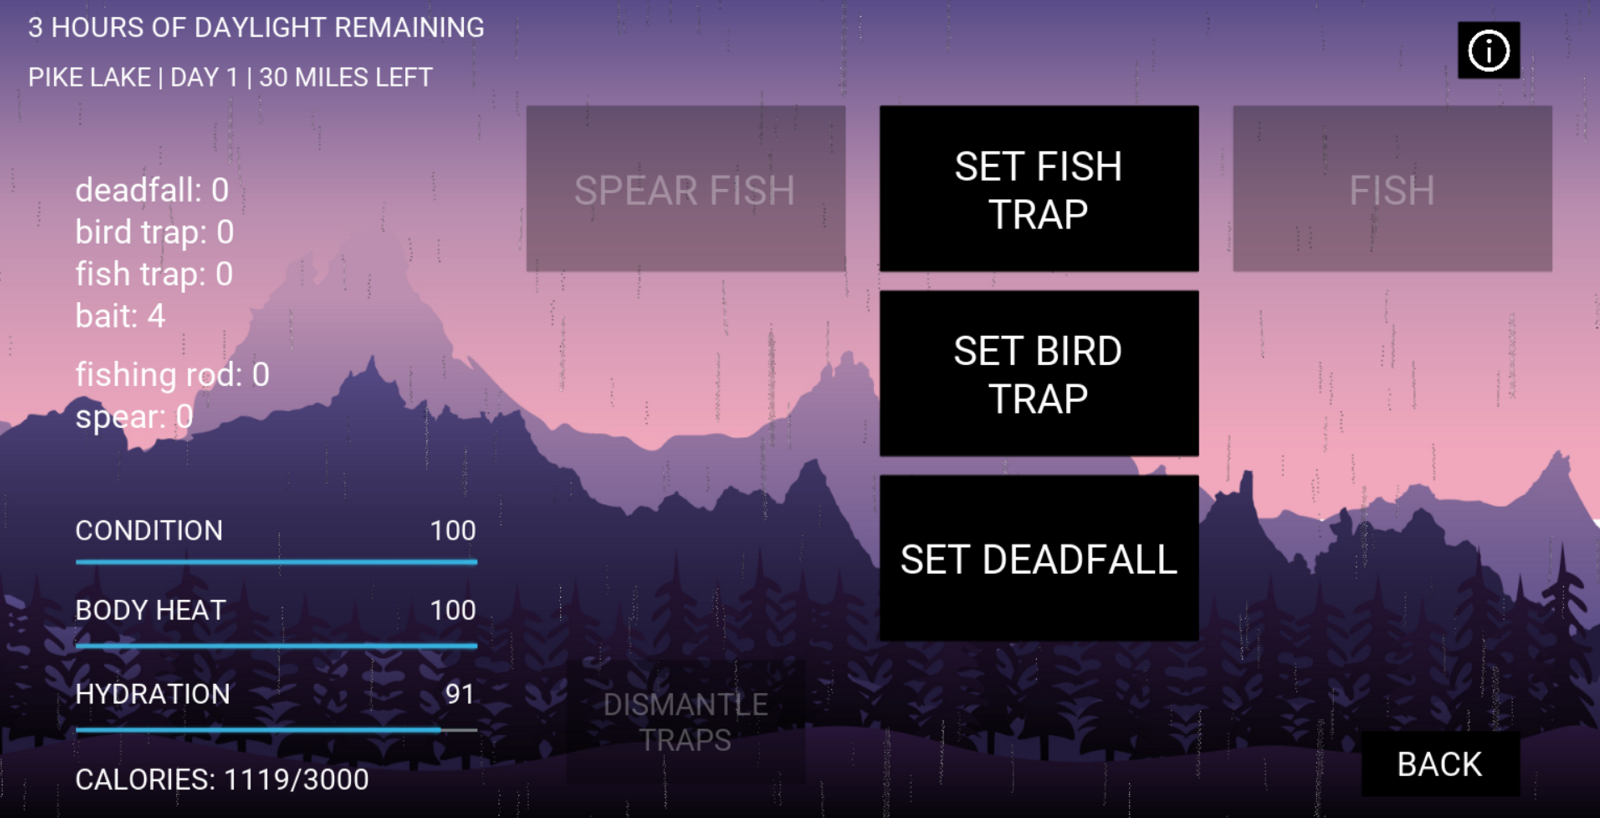 3 HOURS OF DAYLIGHT REMAINING
PIKE LAKE | DAY 1 | 30 MILES LEFT
deadfall: 0
bird trap: 0
fish trap: 0
bait: 4
fishing rod: 0
spear: 0
CONDITION 100
BODY HEAT 100
HYDRATION 91
CALORIES: 1119/3000
SPEAR FISH
SET FISH
TRAP
FISH
SET BIRD
TRAP
SET DEADFALL
DISMANTLE
TRAPS
BACK